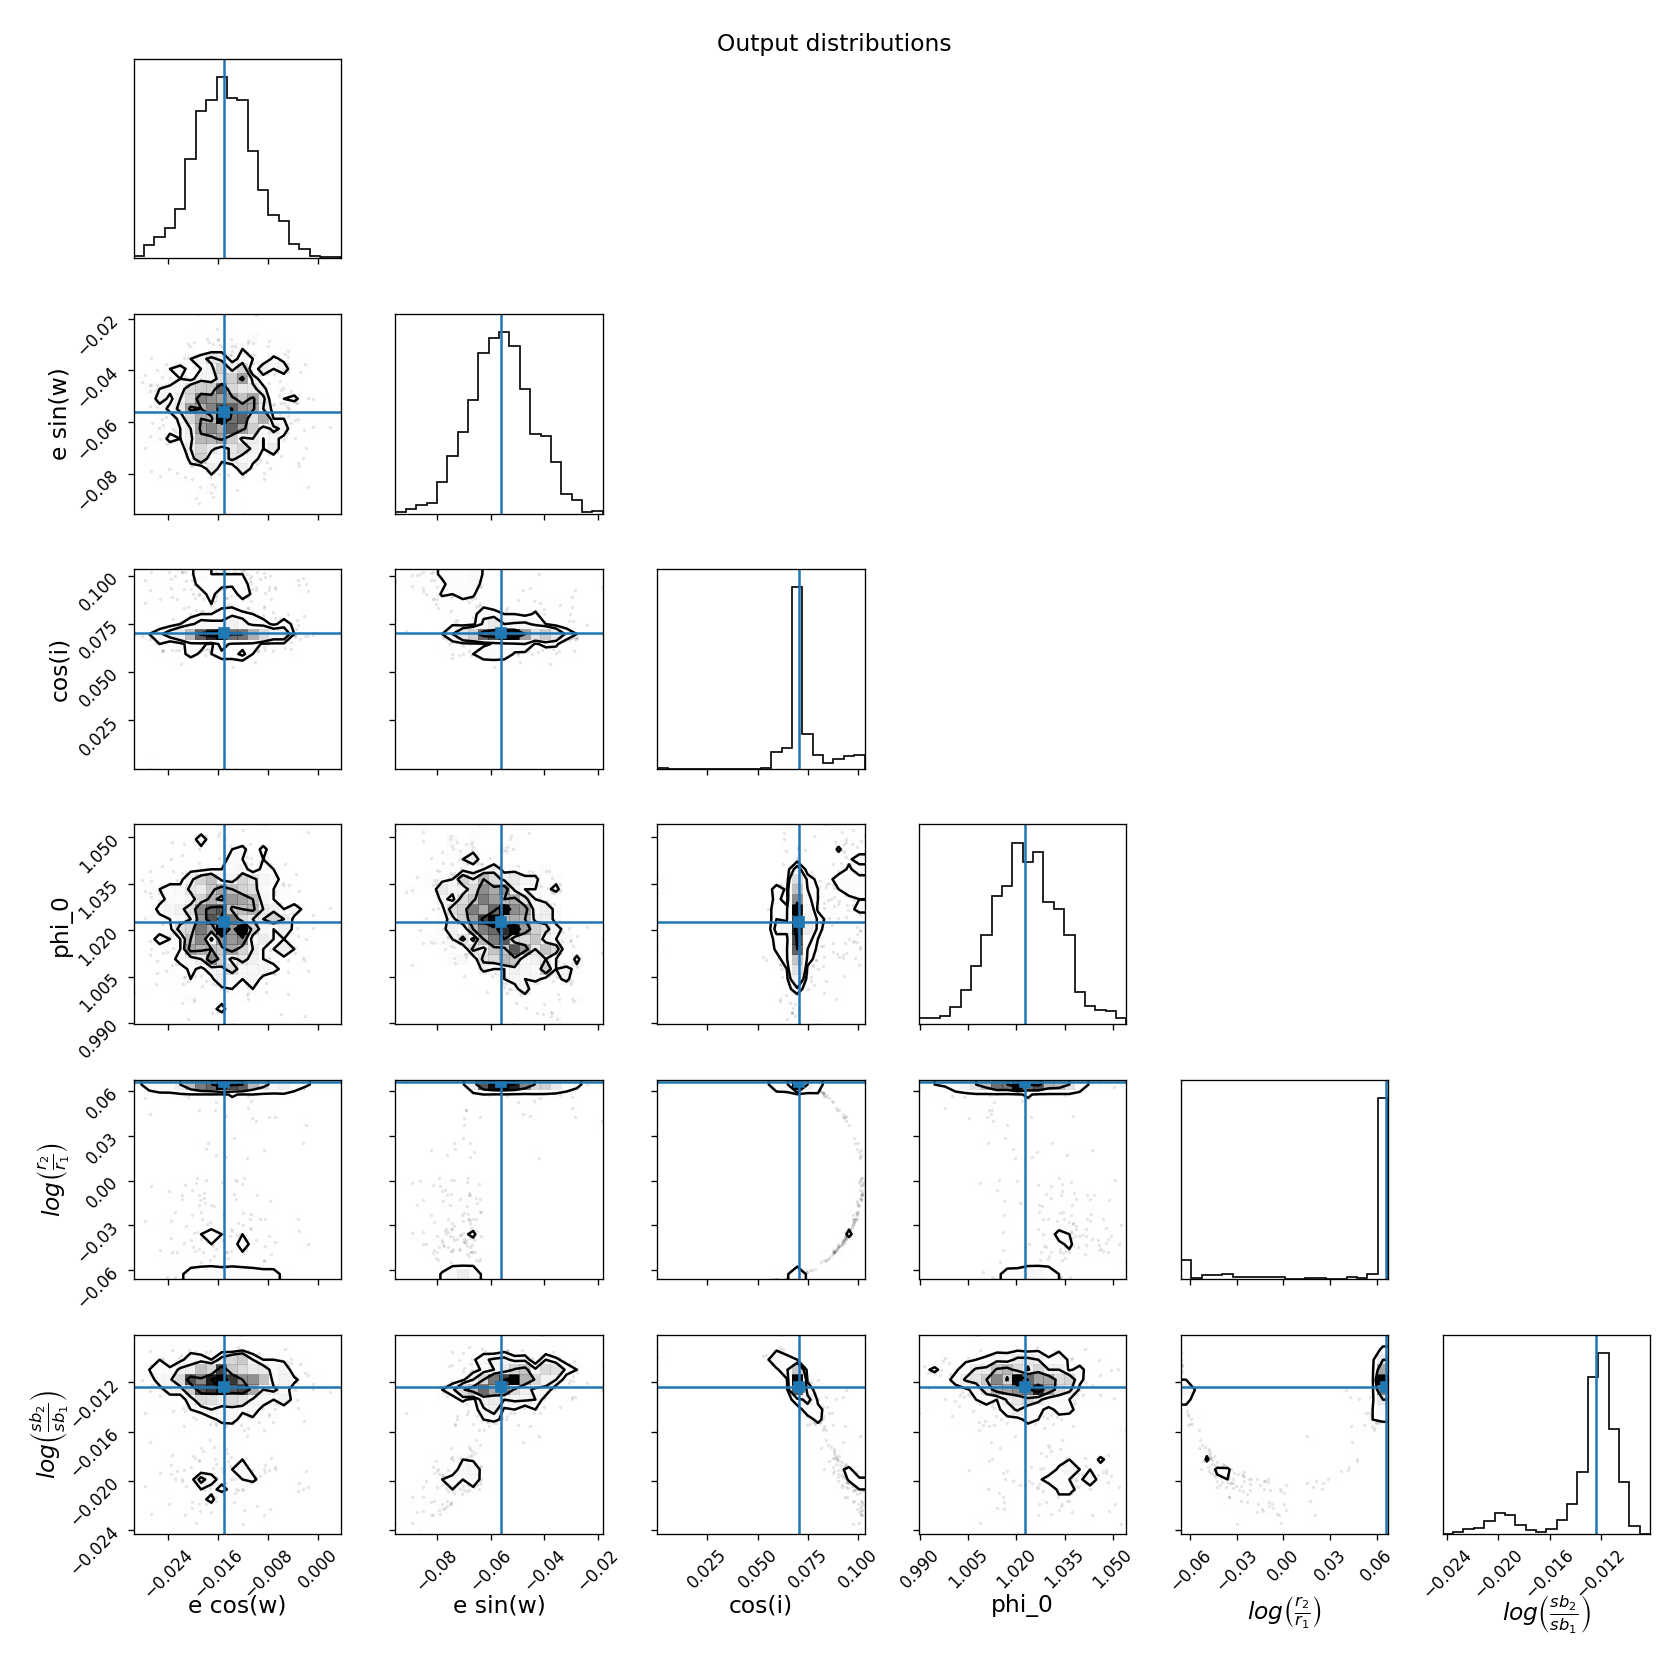 Output distributions
e sin(w)
−0.02
−0.04
−0.06
−0.08
cos(i)
0.100
0.075
0.050
0.025
phi_0
1.050
1.035
1.020
1.005
0.990
log(r₂/r₁)
0.06
0.03
0.00
−0.03
−0.06
log(sb₂/sb₁)
−0.012
−0.016
−0.020
−0.024
−0.024 −0.016 −0.008 0.000
e cos(w)
−0.08 −0.06 −0.04 −0.02
e sin(w)
0.025 0.050 0.075 0.100
cos(i)
0.990 1.005 1.020 1.035 1.050
phi_0
−0.06 −0.03 0.00 0.03 0.06
log(r₂/r₁)
−0.024 −0.020 −0.016 −0.012
log(sb₂/sb₁)